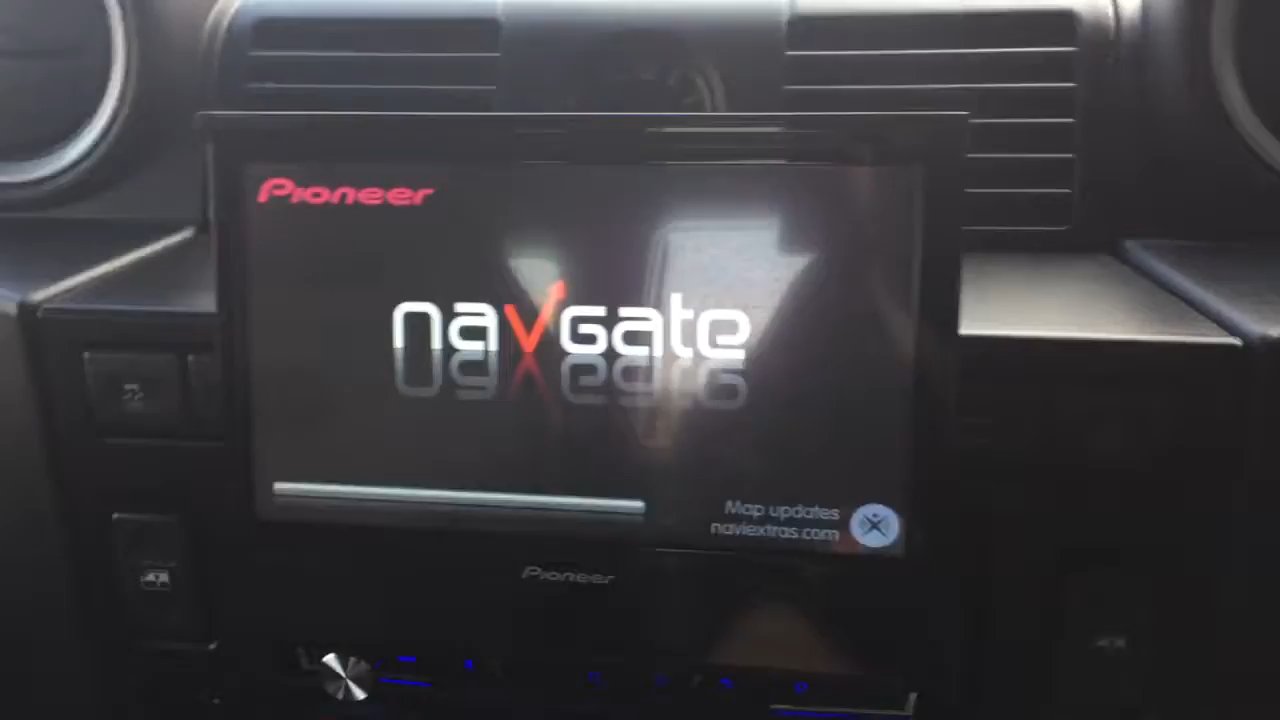 Pioneer
navgate
Map updates
naviextras.com
Pioneer